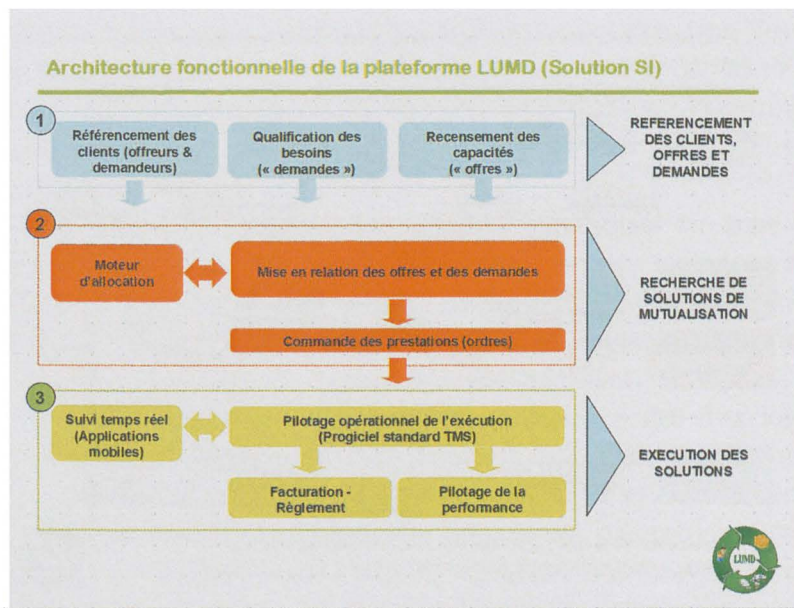 Architecture fonctionnelle de la plateforme LUMD (Solution SI)
1
Référencement des
clients (offreurs &
demandeurs)
Qualification des
besoins
(« demandes »)
Recensement des
capacités
(« offres »)
REFERENCEMENT
DES CLIENTS,
OFFRES ET
DEMANDES
2
Moteur
d'allocation
Mise en relation des offres et des demandes
Commande des prestations (ordres)
RECHERCHE DE
SOLUTIONS DE
MUTUALISATION
3
Suivi temps réel
(Applications
mobiles)
Pilotage opérationnel de l'exécution
(Progiciel standard TMS)
Facturation -
Règlement
Pilotage de la
performance
EXECUTION DES
SOLUTIONS
LUMD